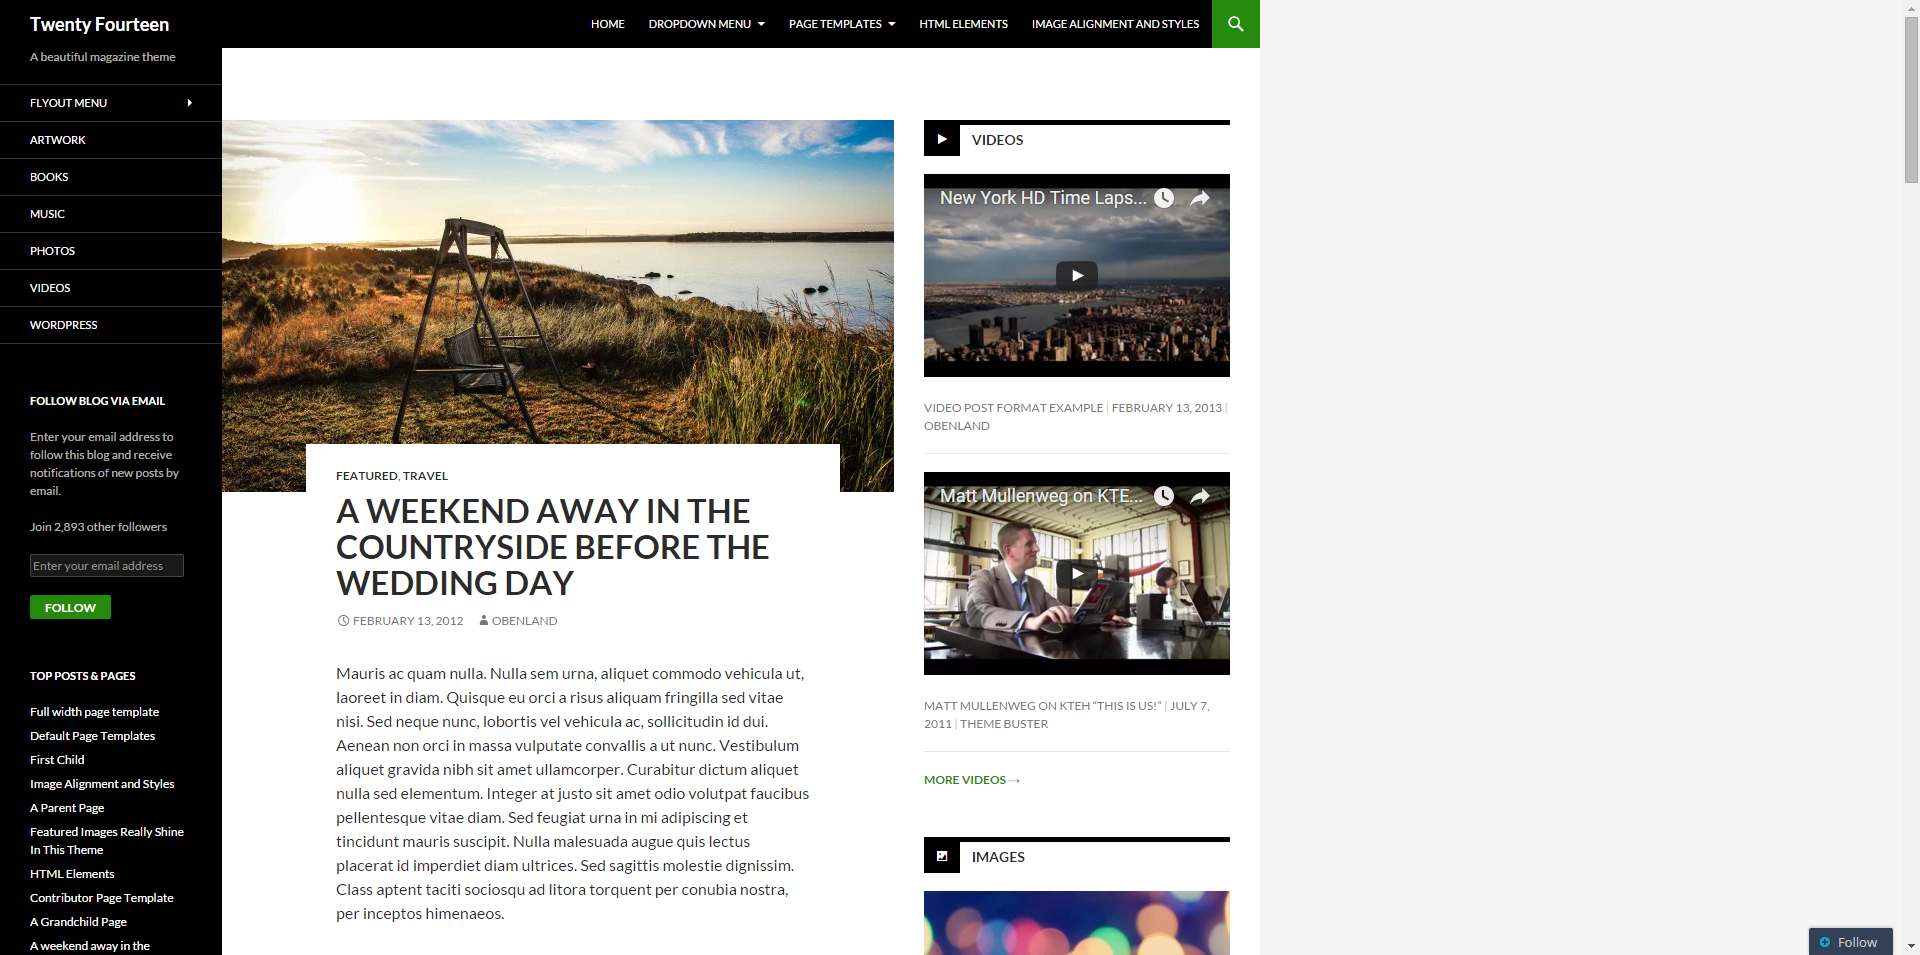 Twenty Fourteen
A beautiful magazine theme
HOME
DROPDOWN MENU
PAGE TEMPLATES
HTML ELEMENTS
IMAGE ALIGNMENT AND STYLES
FLYOUT MENU
ARTWORK
BOOKS
MUSIC
PHOTOS
VIDEOS
WORDPRESS
FOLLOW BLOG VIA EMAIL
Enter your email address to
follow this blog and receive
notifications of new posts by
email.
Join 2,893 other followers
Enter your email address
FOLLOW
TOP POSTS & PAGES
Full width page template
Default Page Templates
First Child
Image Alignment and Styles
A Parent Page
Featured Images Really Shine
In This Theme
HTML Elements
Contributor Page Template
A Grandchild Page
A weekend away in the
FEATURED, TRAVEL
A WEEKEND AWAY IN THE
COUNTRYSIDE BEFORE THE
WEDDING DAY
FEBRUARY 13, 2012 OBENLAND
Mauris ac quam nulla. Nulla sem urna, aliquet commodo vehicula ut,
laoreet in diam. Quisque eu orci a risus aliquam fringilla sed vitae
nisi. Sed neque nunc, lobortis vel vehicula ac, sollicitudin id dui.
Aenean non orci in massa vulputate convallis a ut nunc. Vestibulum
aliquet gravida nibh sit amet ullamcorper. Curabitur dictum aliquet
nulla sed elementum. Integer at justo sit amet odio volutpat faucibus
pellentesque vitae diam. Sed feugiat urna in mi adipiscing et
tincidunt mauris suscipit. Nulla malesuada augue quis lectus
placerat id imperdiet diam ultrices. Sed sagittis molestie dignissim.
Class aptent taciti sociosqu ad litora torquent per conubia nostra,
per inceptos himenaeos.
VIDEOS
New York HD Time Laps...
VIDEO POST FORMAT EXAMPLE | FEBRUARY 13, 2013 |
OBENLAND
Matt Mullenweg on KTE...
MATT MULLENWEG ON KTEH “THIS IS US!” | JULY 7,
2011 | THEME BUSTER
MORE VIDEOS →
IMAGES
Follow